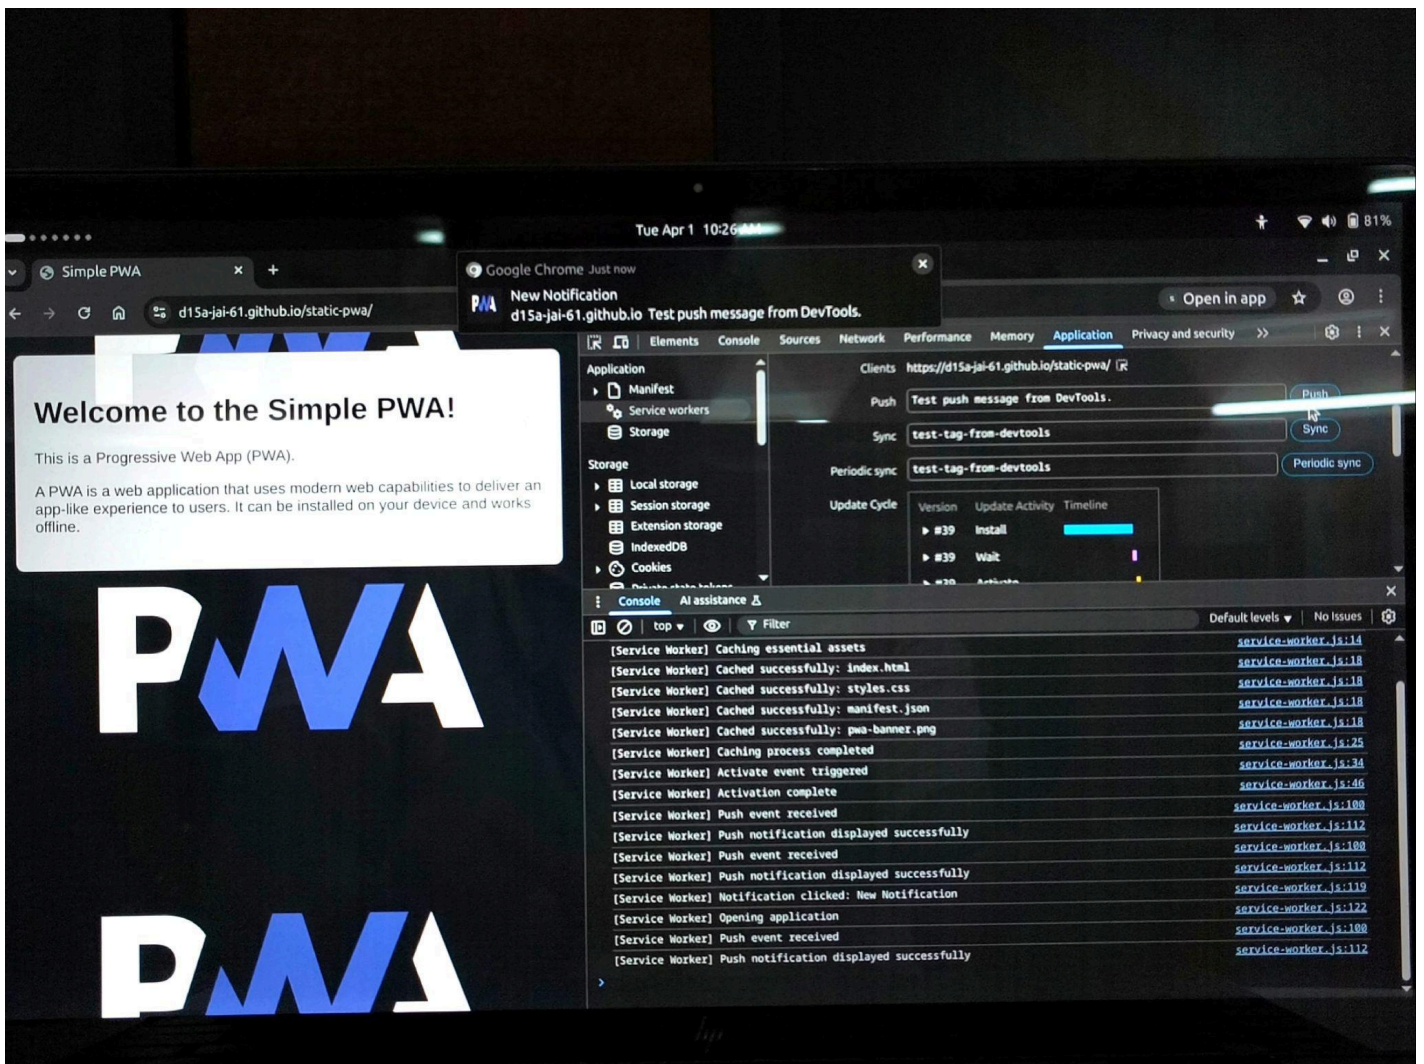 Tue Apr 1 10:26
81%
Simple PWA
d15a-jai-61.github.io/static-pwa/
Open in app
Google Chrome Just now
New Notification
d15a-jai-61.github.io Test push message from DevTools.
PWA
Welcome to the Simple PWA!
This is a Progressive Web App (PWA).
A PWA is a web application that uses modern web capabilities to deliver an
app-like experience to users. It can be installed on your device and works
offline.
PWA
PWA
Elements Console Sources Network Performance Memory Application Privacy and security
Application
Manifest
Service workers
Storage
Storage
Local storage
Session storage
Extension storage
IndexedDB
Cookies
Private state tokens
Clients https://d15a-jai-61.github.io/static-pwa/
Push Test push message from DevTools. Push
Sync test-tag-from-devtools Sync
Periodic sync test-tag-from-devtools Periodic sync
Update Cycle
Version Update Activity Timeline
#39 Install
#39 Wait
#39 Activate
Console AI assistance
top Filter Default levels No Issues
[Service Worker] Caching essential assets service-worker.js:14
[Service Worker] Cached successfully: index.html service-worker.js:18
[Service Worker] Cached successfully: styles.css service-worker.js:18
[Service Worker] Cached successfully: manifest.json service-worker.js:18
[Service Worker] Cached successfully: pwa-banner.png service-worker.js:18
[Service Worker] Caching process completed service-worker.js:25
[Service Worker] Activate event triggered service-worker.js:34
[Service Worker] Activation complete service-worker.js:46
[Service Worker] Push event received service-worker.js:100
[Service Worker] Push notification displayed successfully service-worker.js:112
[Service Worker] Push event received service-worker.js:100
[Service Worker] Push notification displayed successfully service-worker.js:112
[Service Worker] Notification clicked: New Notification service-worker.js:119
[Service Worker] Opening application service-worker.js:122
[Service Worker] Push event received service-worker.js:100
[Service Worker] Push notification displayed successfully service-worker.js:112
hp